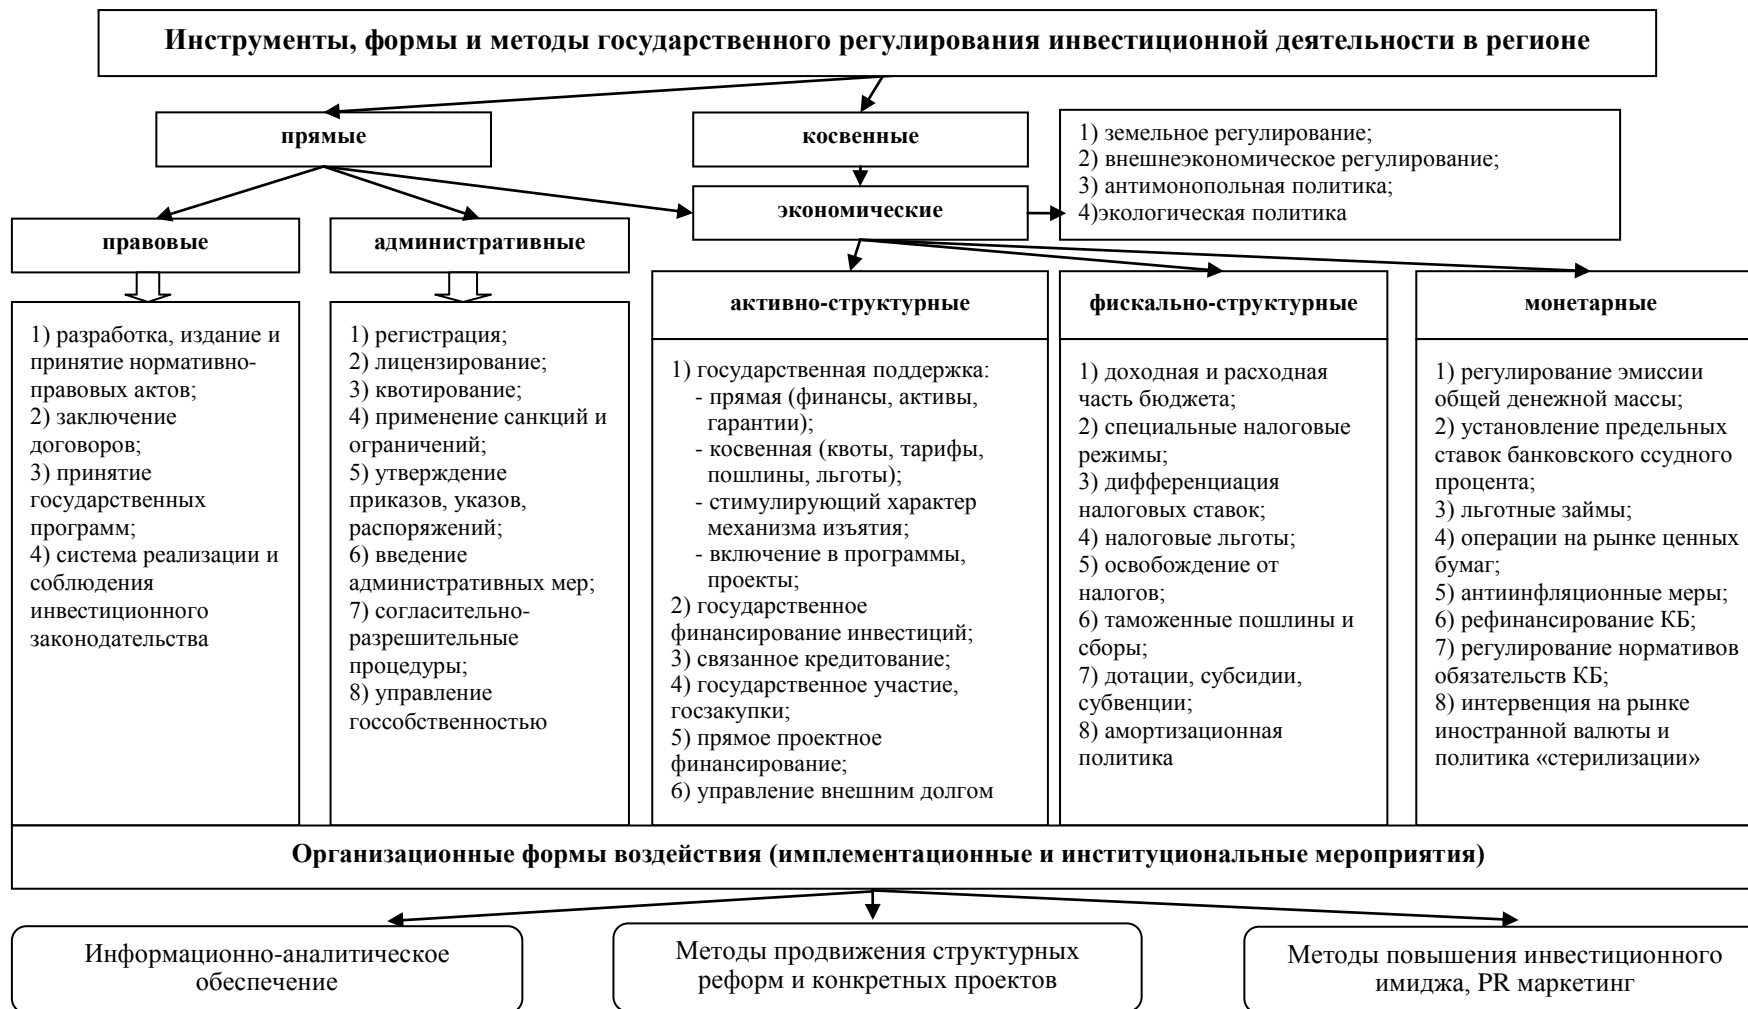 Инструменты, формы и методы государственного регулирования инвестиционной деятельности в регионе
прямые
косвенные
1) земельное регулирование;
2) внешнеэкономическое регулирование;
3) антимонопольная политика;
4)экологическая политика
экономические
правовые
административные
активно-структурные
фискально-структурные
монетарные
1) разработка, издание и
принятие нормативно-
правовых актов;
2) заключение
договоров;
3) принятие
государственных
программ;
4) система реализации и
соблюдения
инвестиционного
законодательства
1) регистрация;
2) лицензирование;
3) квотирование;
4) применение санкций и
ограничений;
5) утверждение
приказов, указов,
распоряжений;
6) введение
административных мер;
7) согласительно-
разрешительные
процедуры;
8) управление
госсобственностью
1) государственная поддержка:
- прямая (финансы, активы,
гарантии);
- косвенная (квоты, тарифы,
пошлины, льготы);
- стимулирующий характер
механизма изъятия;
- включение в программы,
проекты;
2) государственное
финансирование инвестиций;
3) связанное кредитование;
4) государственное участие,
госзакупки;
5) прямое проектное
финансирование;
6) управление внешним долгом
1) доходная и расходная
часть бюджета;
2) специальные налоговые
режимы;
3) дифференциация
налоговых ставок;
4) налоговые льготы;
5) освобождение от
налогов;
6) таможенные пошлины и
сборы;
7) дотации, субсидии,
субвенции;
8) амортизационная
политика
1) регулирование эмиссии
общей денежной массы;
2) установление предельных
ставок банковского ссудного
процента;
3) льготные займы;
4) операции на рынке ценных
бумаг;
5) антиинфляционные меры;
6) рефинансирование КБ;
7) регулирование нормативов
обязательств КБ;
8) интервенция на рынке
иностранной валюты и
политика «стерилизации»
Организационные формы воздействия (имплементационные и институциональные мероприятия)
Информационно-аналитическое
обеспечение
Методы продвижения структурных
реформ и конкретных проектов
Методы повышения инвестиционного
имиджа, PR маркетинг